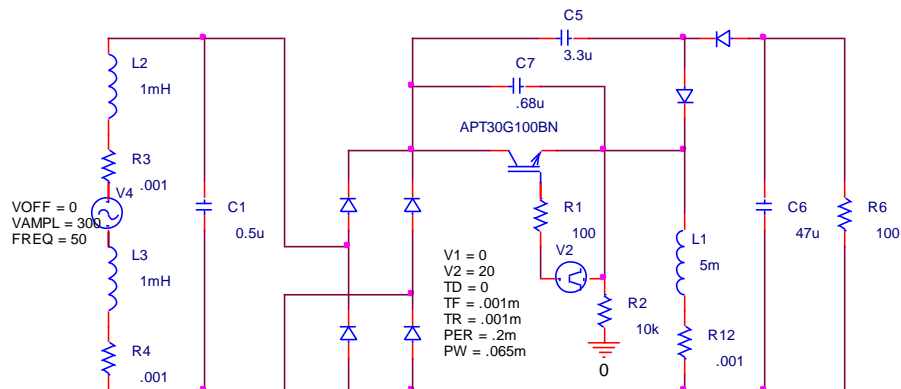 C5
3.3u
L2
1mH
C7
.68u
APT30G100BN
R3
.001
V4
VOFF = 0
VAMPL = 300
FREQ = 50
C1
0.5u
R1
100
C6
47u
R6
100
L3
1mH
V1 = 0
V2 = 20
TD = 0
TF = .001m
TR = .001m
PER = .2m
PW = .065m
V2
L1
5m
R2
10k
R12
.001
R4
.001
0